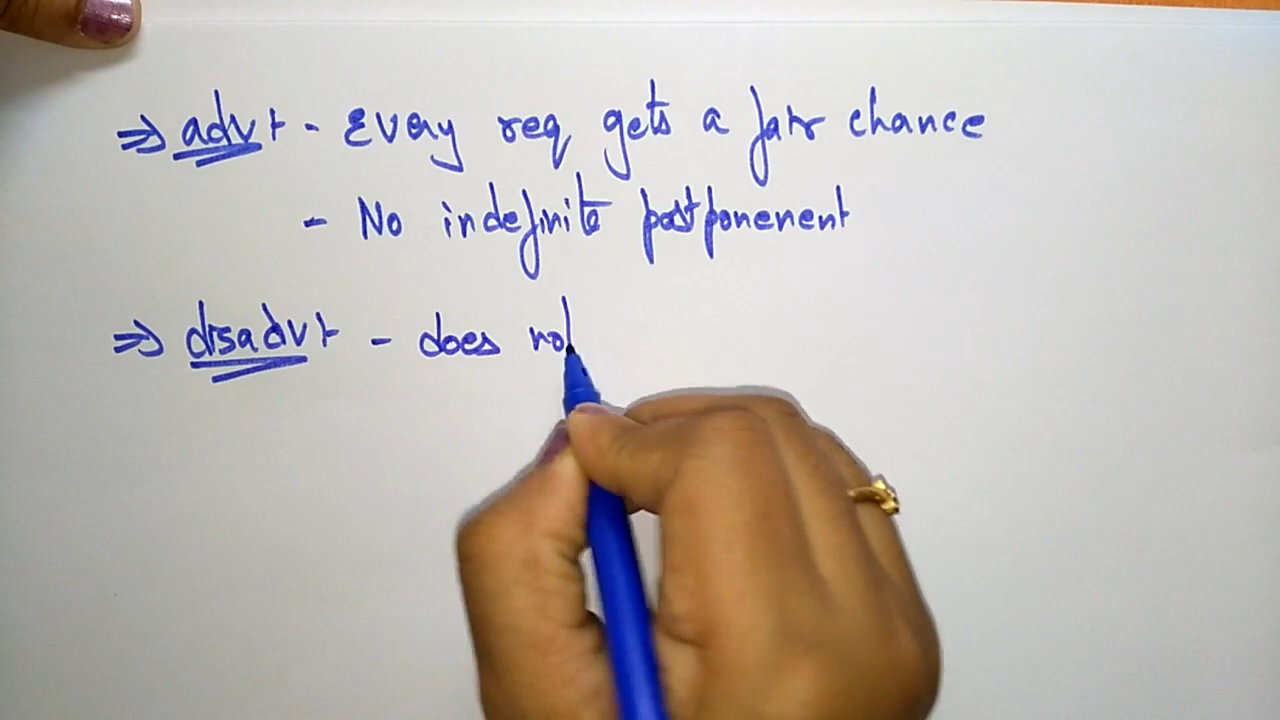 ⇒ advt - Every req gets a fair chance
- No indefinite postponement
⇒ disadvt - does not